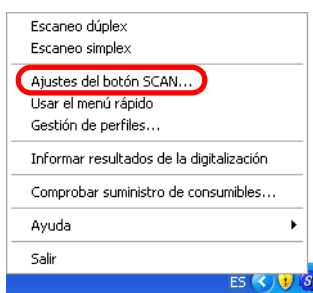 Escaneo dúplex
Escaneo simplex
Ajustes del botón SCAN...
Usar el menú rápido
Gestión de perfiles...
Informar resultados de la digitalización
Comprobar suministro de consumibles...
Ayuda
Salir
ES
S